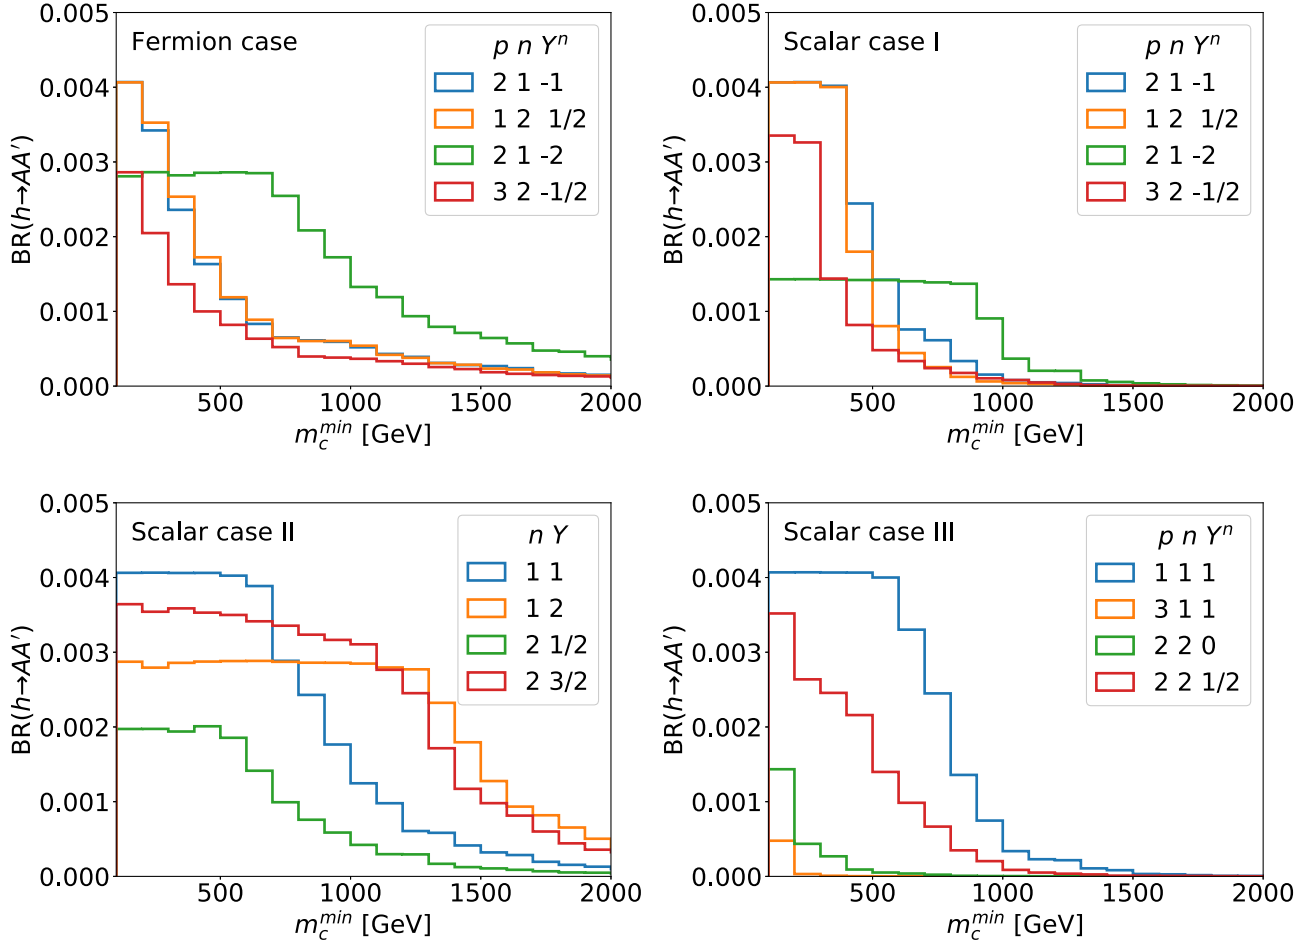 Fermion case
p n Yⁿ
2 1 -1
1 2 1/2
2 1 -2
3 2 -1/2
0.005
0.004
0.003
0.002
0.001
0.000
BR(h→AA′)
500
1000
1500
2000
m_c^{min} [GeV]
Scalar case I
p n Yⁿ
2 1 -1
1 2 1/2
2 1 -2
3 2 -1/2
0.005
0.004
0.003
0.002
0.001
0.000
BR(h→AA′)
500
1000
1500
2000
m_c^{min} [GeV]
Scalar case II
n Y
1 1
1 2
2 1/2
2 3/2
0.005
0.004
0.003
0.002
0.001
0.000
BR(h→AA′)
500
1000
1500
2000
m_c^{min} [GeV]
Scalar case III
p n Yⁿ
1 1 1
3 1 1
2 2 0
2 2 1/2
0.005
0.004
0.003
0.002
0.001
0.000
BR(h→AA′)
500
1000
1500
2000
m_c^{min} [GeV]